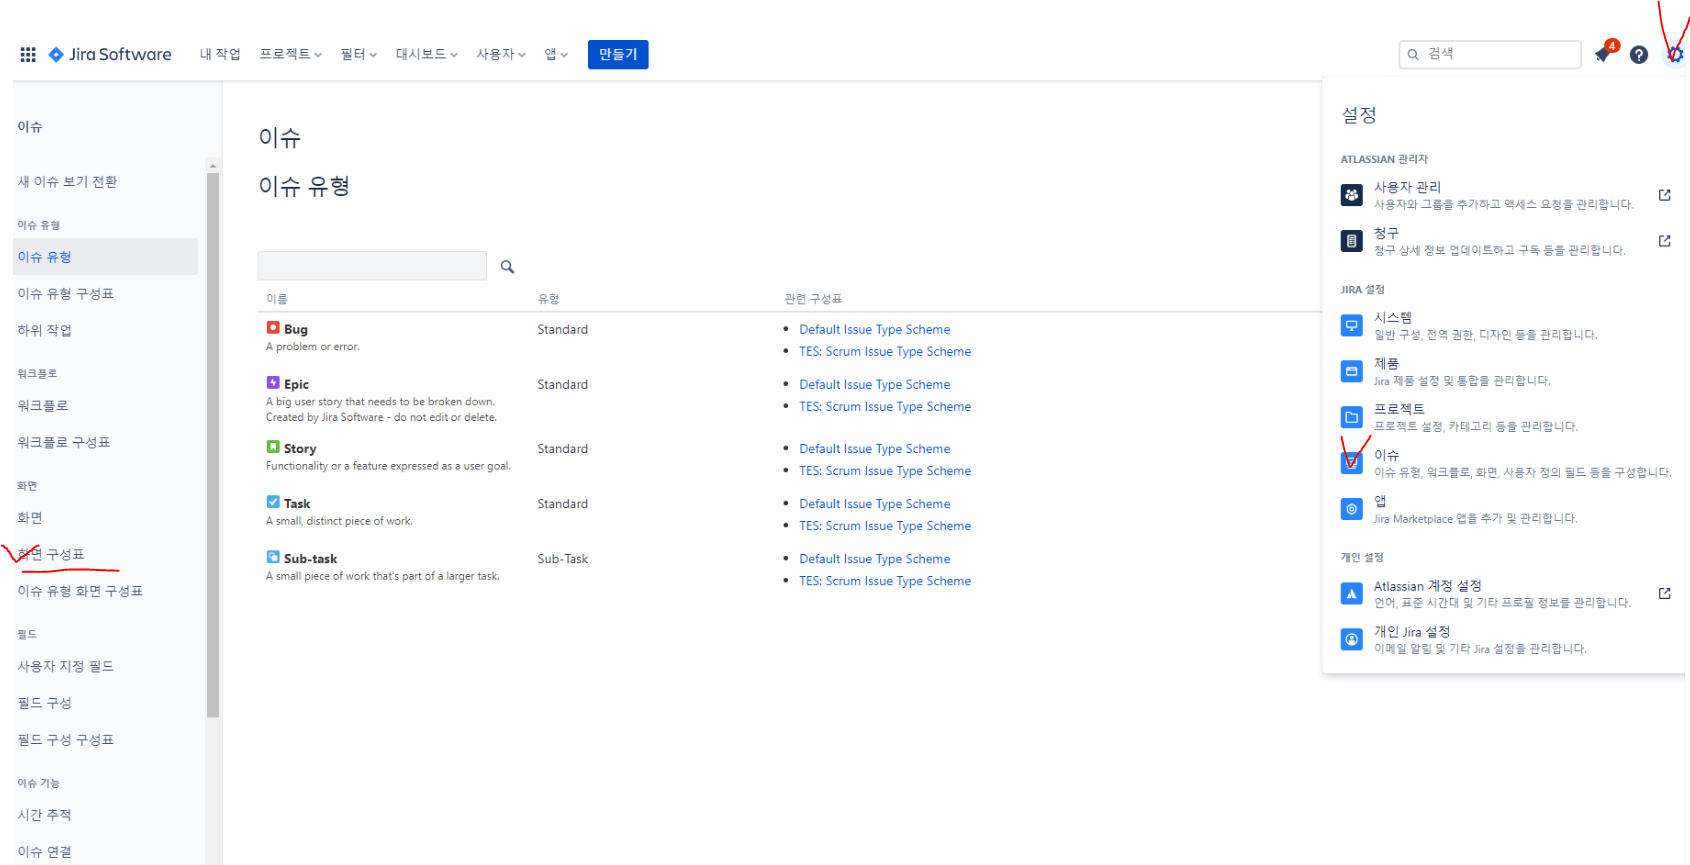 Jira Software 내 작업 프로젝트 필터 대시보드 사용자 앱 만들기 검색 4
이슈
새 이슈 보기 전환
이슈 유형
이슈 유형
이슈 유형 구성표
하위 작업
워크플로
워크플로
워크플로 구성표
화면
화면
화면 구성표
이슈 유형 화면 구성표
필드
사용자 지정 필드
필드 구성
필드 구성 구성표
이슈 기능
시간 추적
이슈 연결
이슈
이슈 유형
이름 유형 관련 구성표
Bug Standard Default Issue Type Scheme
A problem or error. TES: Scrum Issue Type Scheme
Epic Standard Default Issue Type Scheme
A big user story that needs to be broken down. TES: Scrum Issue Type Scheme
Created by Jira Software - do not edit or delete.
Story Standard Default Issue Type Scheme
Functionality or a feature expressed as a user goal. TES: Scrum Issue Type Scheme
Task Standard Default Issue Type Scheme
A small, distinct piece of work. TES: Scrum Issue Type Scheme
Sub-task Sub-Task Default Issue Type Scheme
A small piece of work that's part of a larger task. TES: Scrum Issue Type Scheme
설정
ATLASSIAN 관리자
사용자 관리
사용자와 그룹을 추가하고 액세스 요청을 관리합니다.
청구
청구 상세 정보 업데이트하고 구독 등을 관리합니다.
JIRA 설정
시스템
일반 구성, 전역 권한, 디자인 등을 관리합니다.
제품
Jira 제품 설정 및 통합을 관리합니다.
프로젝트
프로젝트 설정, 카테고리 등을 관리합니다.
이슈
이슈 유형, 워크플로, 화면, 사용자 정의 필드 등을 구성합니다.
앱
Jira Marketplace 앱을 추가 및 관리합니다.
개인 설정
Atlassian 계정 설정
언어, 표준 시간대 및 기타 프로필 정보를 관리합니다.
개인 Jira 설정
이메일 알림 및 기타 Jira 설정을 관리합니다.